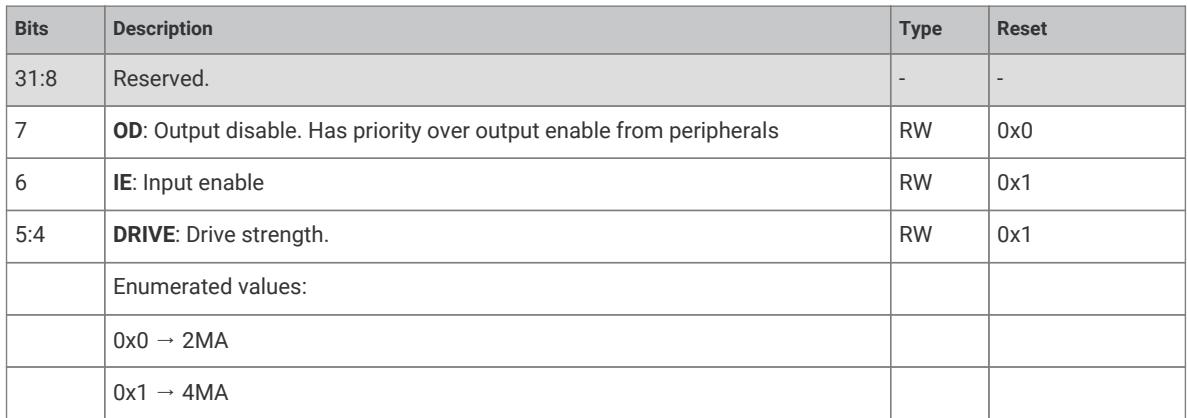 Bits Description Type Reset
31:8 Reserved. - -
7 OD: Output disable. Has priority over output enable from peripherals RW 0x0
6 IE: Input enable RW 0x1
5:4 DRIVE: Drive strength. RW 0x1
Enumerated values:
0x0 → 2MA
0x1 → 4MA